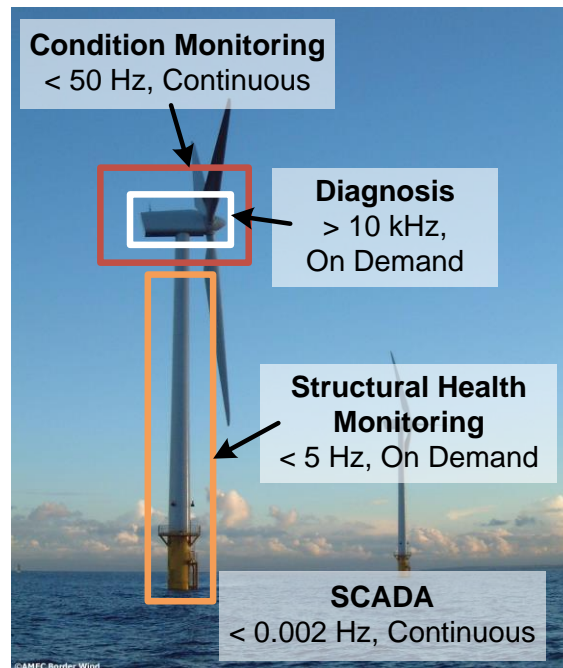 Condition Monitoring
< 50 Hz, Continuous
Diagnosis
> 10 kHz,
On Demand
Structural Health
Monitoring
< 5 Hz, On Demand
SCADA
< 0.002 Hz, Continuous
©AMEC Border Wind